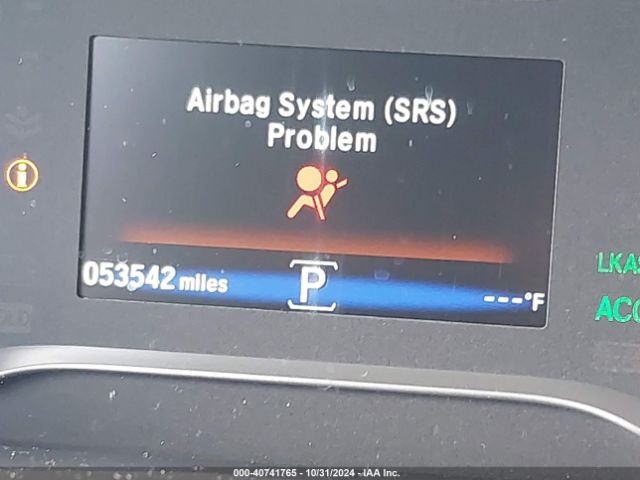 Airbag System (SRS)
Problem
i
053542 miles
P
---°F
LKAS
ACC
000-40741765 - 10/31/2024 - IAA Inc.